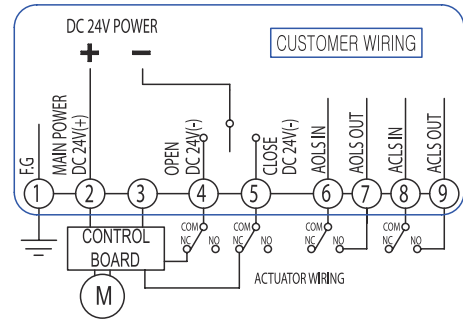 DC 24V POWER
+ −
CUSTOMER WIRING
F.G
MAIN POWER
DC 24V(+)
OPEN
DC 24V(-)
CLOSE
DC 24V(-)
AOLS IN
AOLS OUT
ACLS IN
ACLS OUT
1 2 3 4 5 6 7 8 9
CONTROL
BOARD
COM
NC NO
COM
NC NO
COM
NC NO
COM
NC NO
ACTUATOR WIRING
M